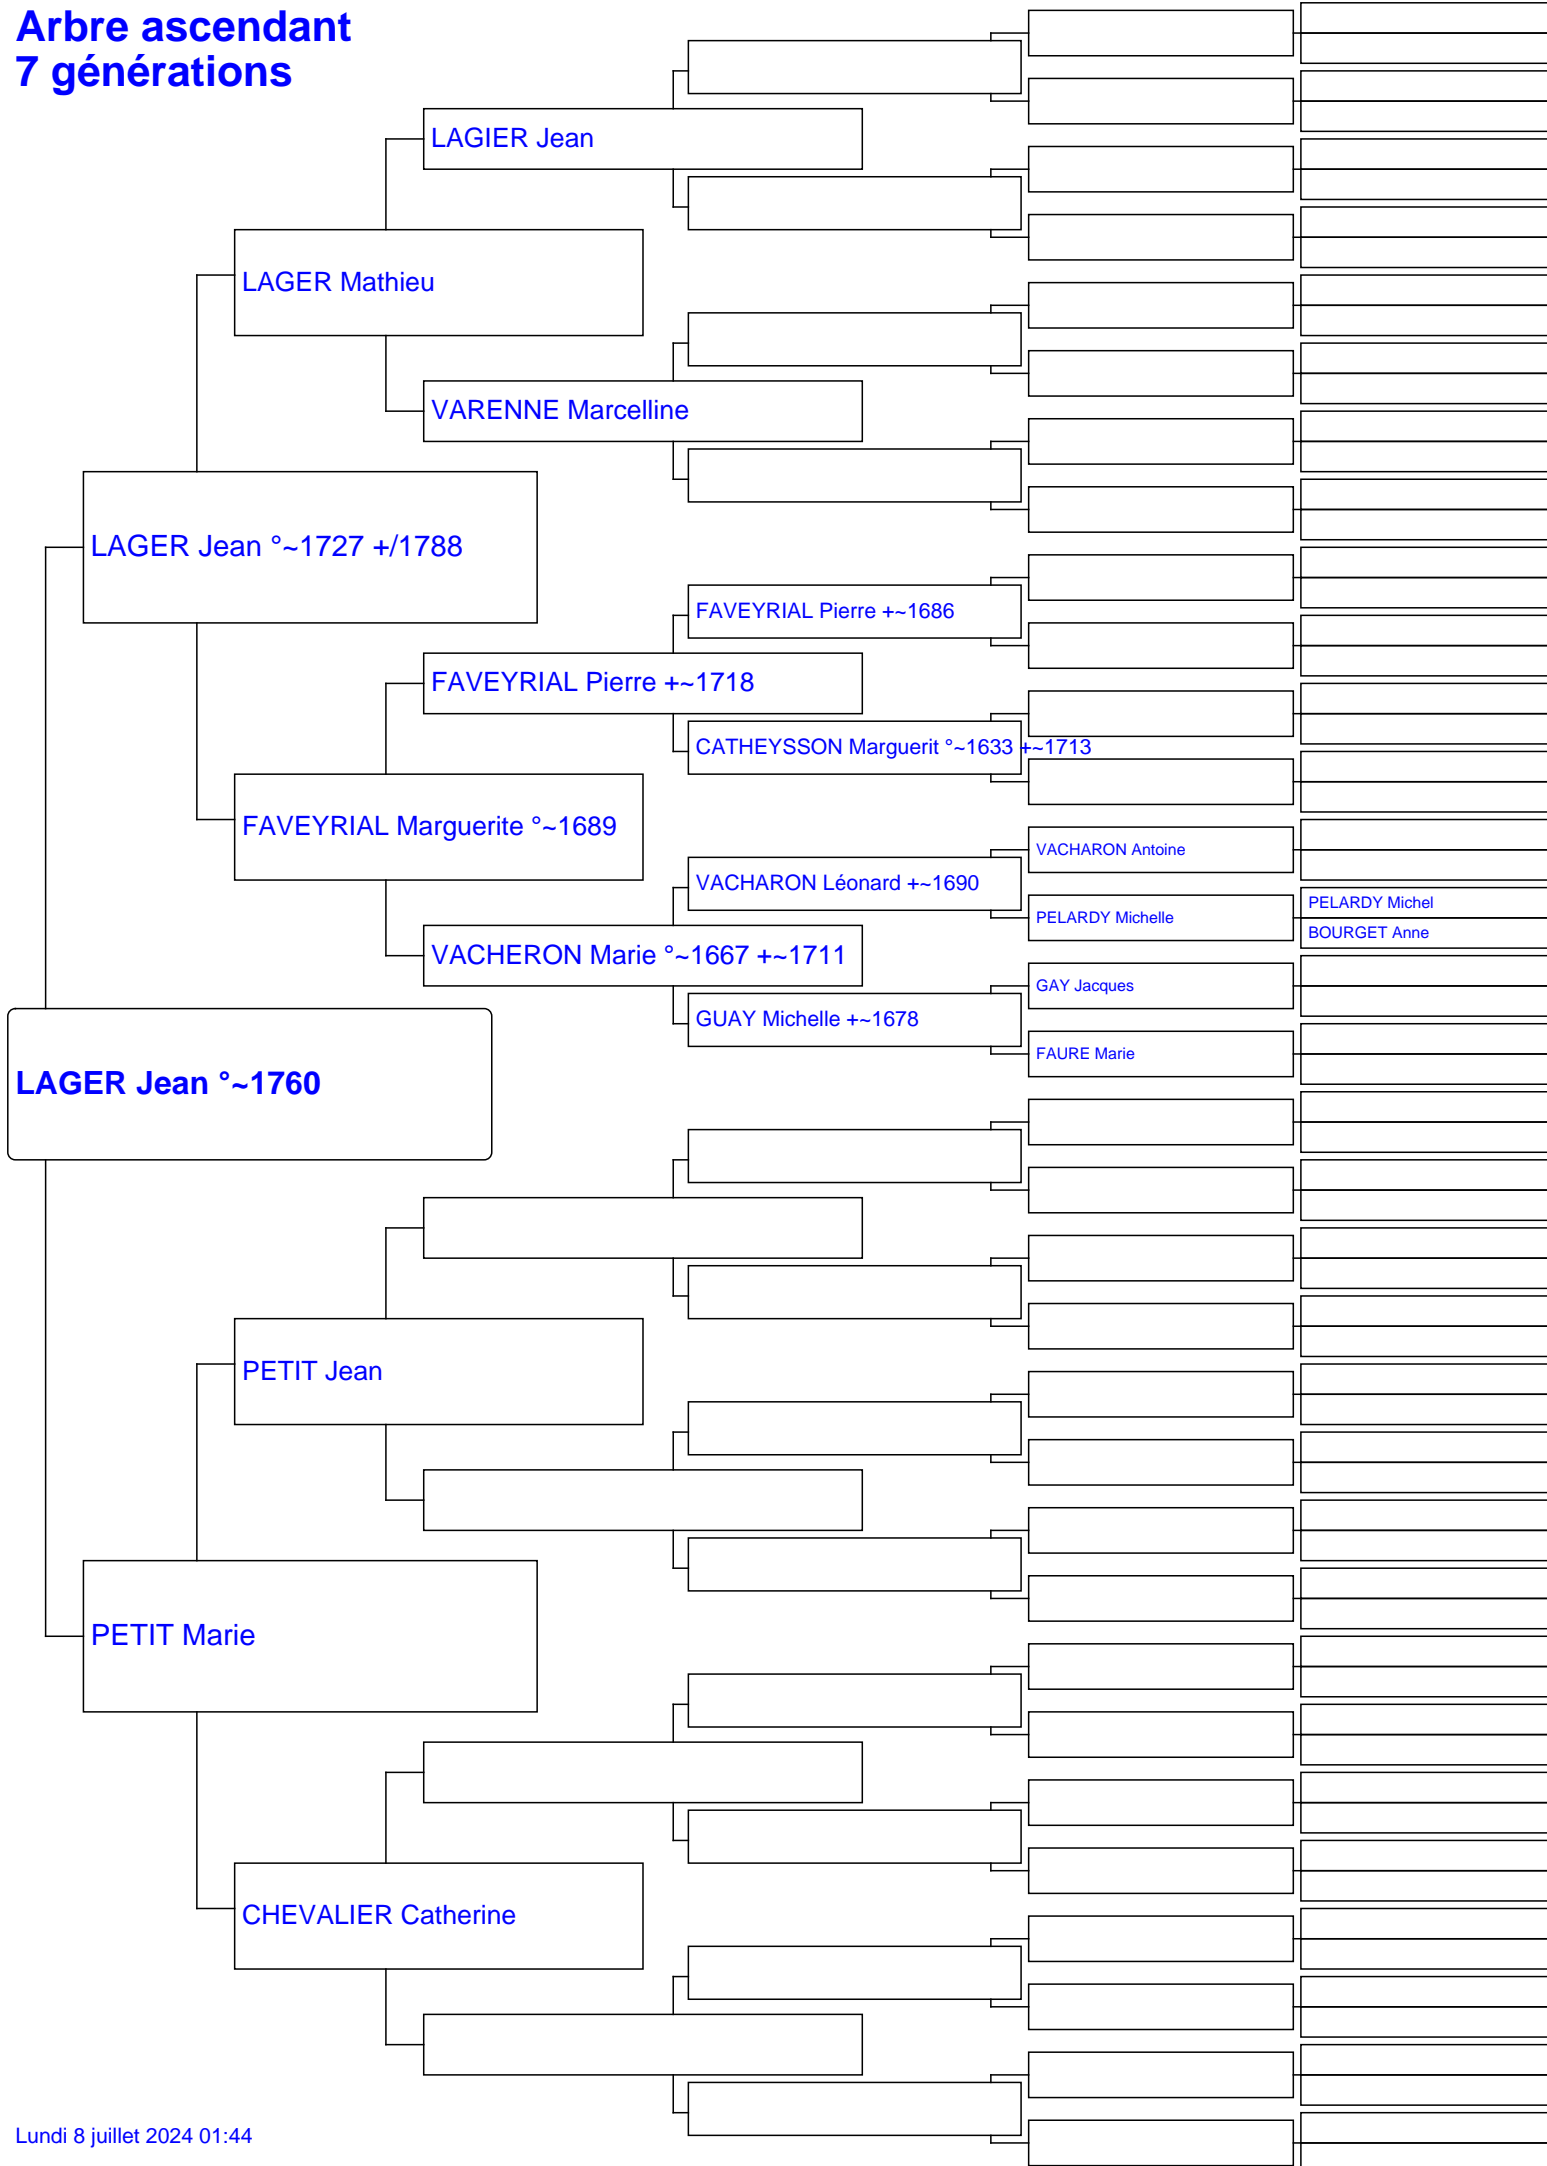 Arbre ascendant
7 générations
LAGIER Jean
LAGER Mathieu
VARENNE Marcelline
LAGER Jean °~1727 +/1788
FAVEYRIAL Pierre +~1686
FAVEYRIAL Pierre +~1718
CATHEYSSON Marguerit °~1633 +~1713
FAVEYRIAL Marguerite °~1689
VACHARON Antoine
VACHARON Léonard +~1690
PELARDY Michel
PELARDY Michelle
BOURGET Anne
VACHERON Marie °~1667 +~1711
GAY Jacques
GUAY Michelle +~1678
FAURE Marie
LAGER Jean °~1760
PETIT Jean
PETIT Marie
CHEVALIER Catherine
Lundi 8 juillet 2024 01:44